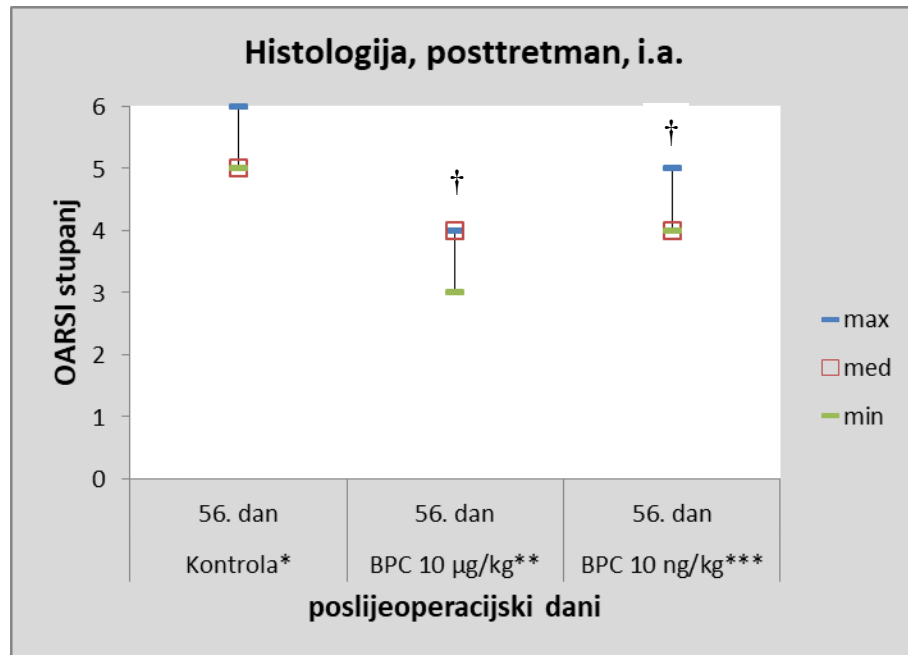 Histologija, posttretman, i.a.
OARSI stupanj
6
5
4
3
2
1
0
†
†
max
med
min
56. dan
56. dan
56. dan
Kontrola*
BPC 10 µg/kg**
BPC 10 ng/kg***
poslijeoperacijski dani